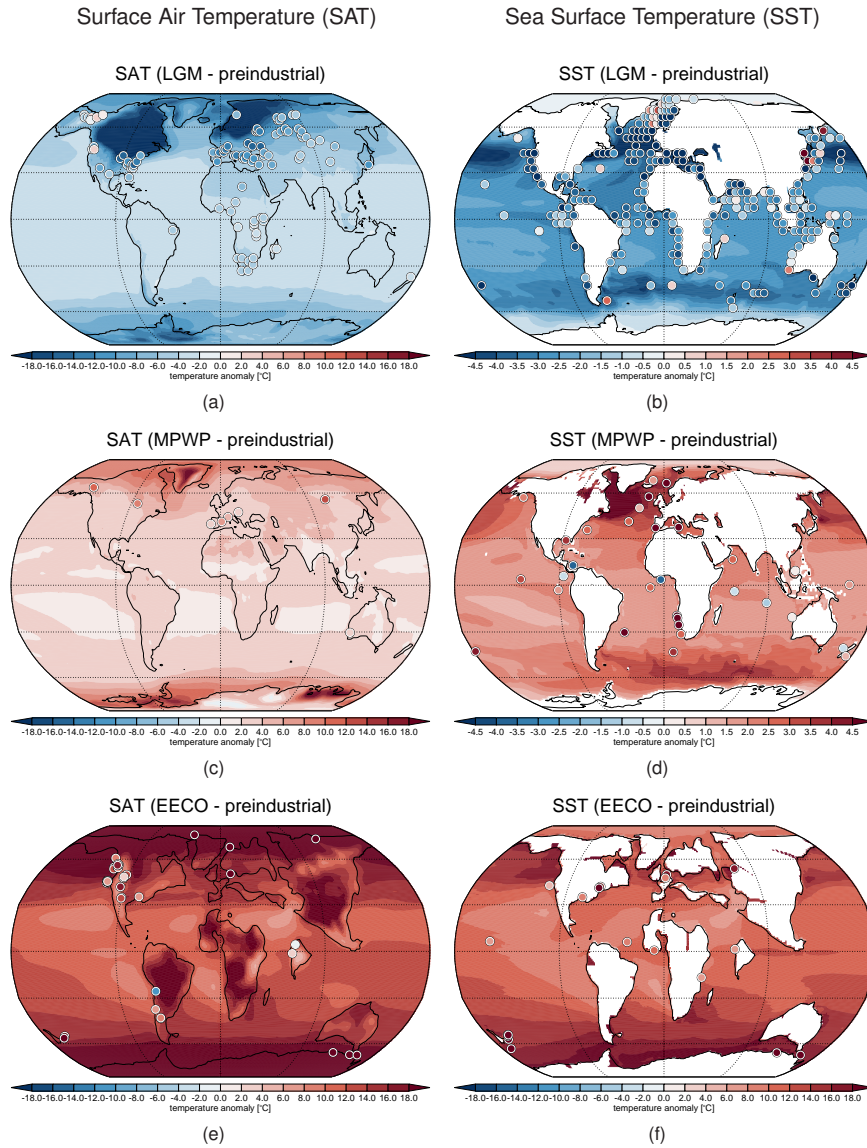 Surface Air Temperature (SAT)
Sea Surface Temperature (SST)
SAT (LGM - preindustrial)
SST (LGM - preindustrial)
-18.0-16.0-14.0-12.0-10.0 -8.0 -6.0 -4.0 -2.0 0.0 2.0 4.0 6.0 8.0 10.0 12.0 14.0 16.0 18.0
temperature anomaly [°C]
-4.5 -4.0 -3.5 -3.0 -2.5 -2.0 -1.5 -1.0 -0.5 0.0 0.5 1.0 1.5 2.0 2.5 3.0 3.5 4.0 4.5
temperature anomaly [°C]
(a)
(b)
SAT (MPWP - preindustrial)
SST (MPWP - preindustrial)
-18.0-16.0-14.0-12.0-10.0 -8.0 -6.0 -4.0 -2.0 0.0 2.0 4.0 6.0 8.0 10.0 12.0 14.0 16.0 18.0
temperature anomaly [°C]
-4.5 -4.0 -3.5 -3.0 -2.5 -2.0 -1.5 -1.0 -0.5 0.0 0.5 1.0 1.5 2.0 2.5 3.0 3.5 4.0 4.5
temperature anomaly [°C]
(c)
(d)
SAT (EECO - preindustrial)
SST (EECO - preindustrial)
-18.0-16.0-14.0-12.0-10.0 -8.0 -6.0 -4.0 -2.0 0.0 2.0 4.0 6.0 8.0 10.0 12.0 14.0 16.0 18.0
temperature anomaly [°C]
-18.0-16.0-14.0-12.0-10.0 -8.0 -6.0 -4.0 -2.0 0.0 2.0 4.0 6.0 8.0 10.0 12.0 14.0 16.0 18.0
temperature anomaly [°C]
(e)
(f)